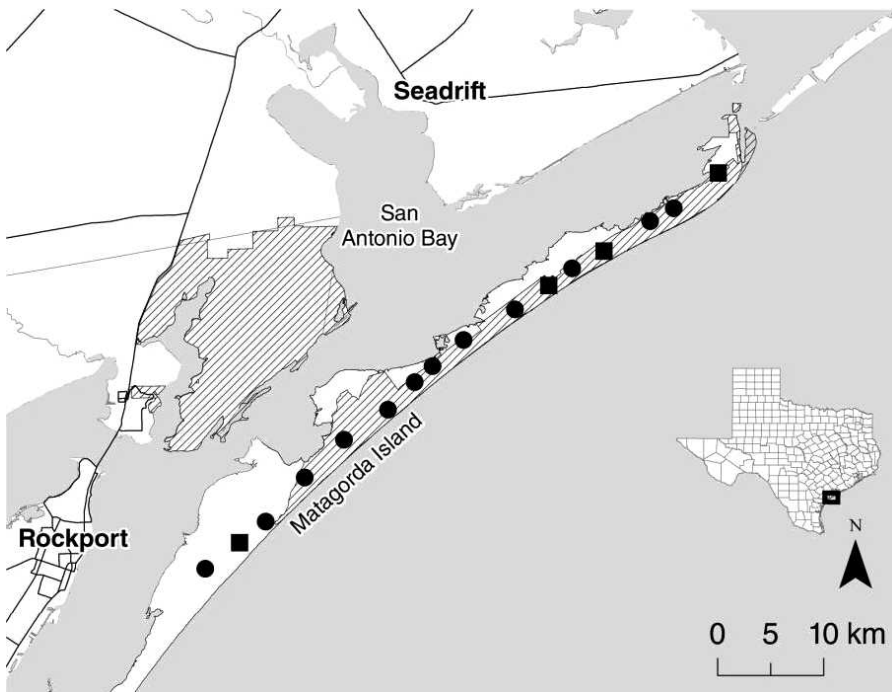 Seadrift
San
Antonio Bay
Matagorda Island
Rockport
N
0 5 10 km